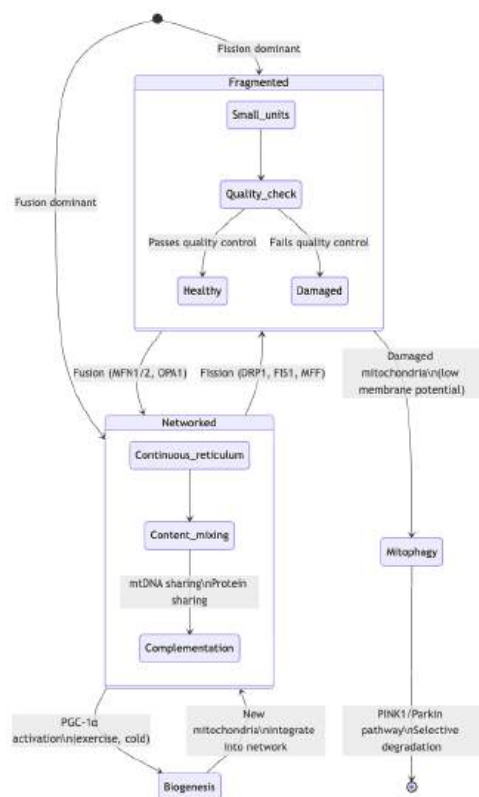 Fission dominant
Fragmented
Small_units
Quality_check
Fusion dominant
Passes quality control
Fails quality control
Healthy
Damaged
Fusion (MFN1/2, OPA1)
Fission (DRP1, FIS1, MFF)
Damaged
mitochondria\n(low
membrane potential)
Networked
Continuous_reticulum
Content_mixing
Mitophagy
mtDNA sharing\nProtein
sharing
Complementation
PGC-1α
activation\n(exercise, cold)
New
mitochondria\nintegrate
into network
PINK1/Parkin
pathway\nSelective
degradation
Biogenesis